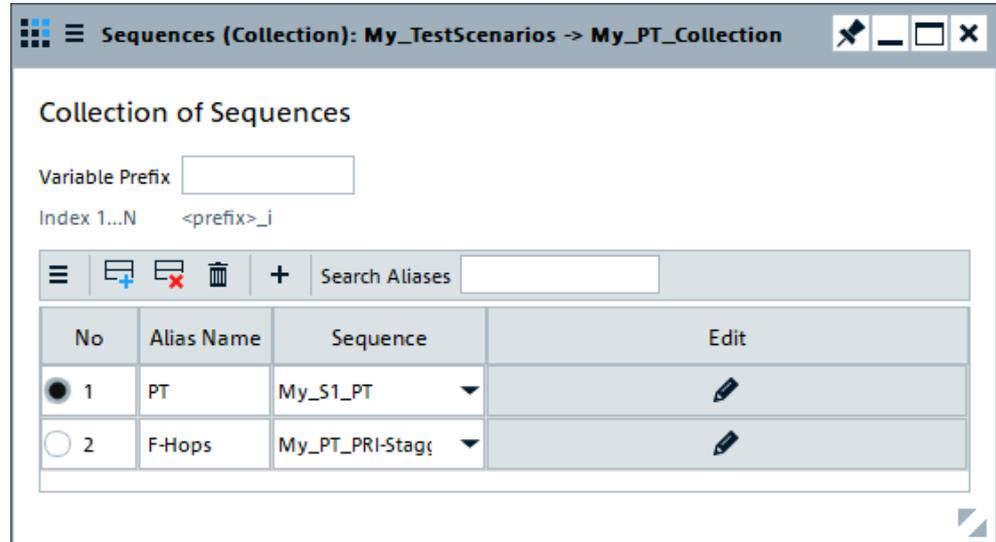 Sequences (Collection): My_TestScenarios -> My_PT_Collection
Collection of Sequences
Variable Prefix
Index 1...N <prefix>_i
Search Aliases
No Alias Name Sequence Edit
1 PT My_S1_PT
2 F-Hops My_PT_PRI-Stagg